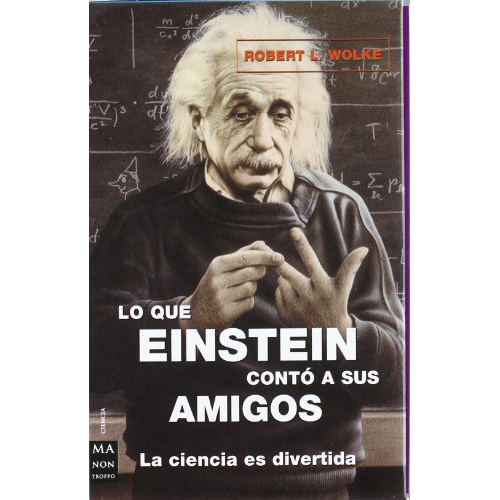 ROBERT L. WOLKE
LO QUE
EINSTEIN
CONTÓ A SUS
AMIGOS
La ciencia es divertida
CIENCIA
MA
NON
TROPPO